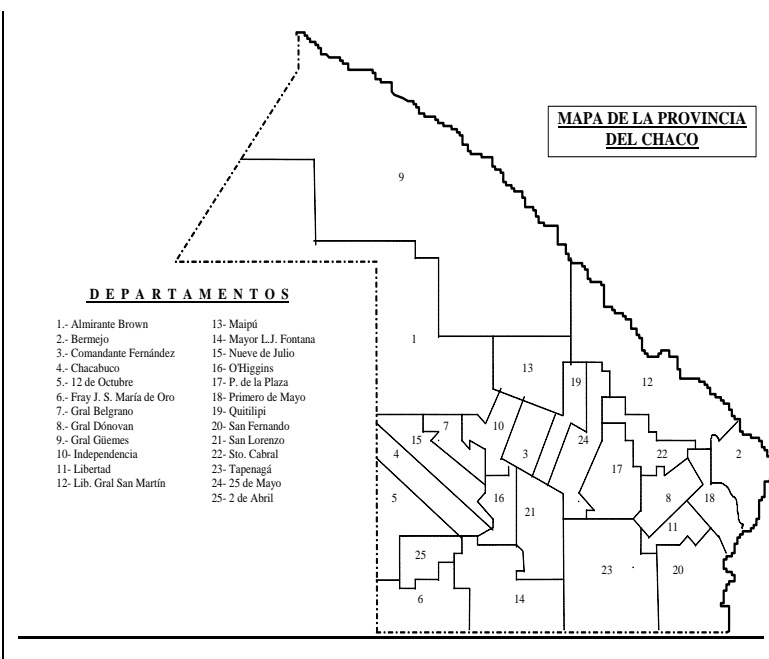 MAPA DE LA PROVINCIA
DEL CHACO
9
D E P A R T A M E N T O S
1.- Almirante Brown
2.- Bermejo
3.- Comandante Fernández
4.- Chacabuco
5.- 12 de Octubre
6.- Fray J. S. María de Oro
7.- Gral Belgrano
8.- Gral Dónovan
9.- Gral Güemes
10- Independencia
11- Libertad
12- Lib. Gral San Martín
13- Maipú
14- Mayor L.J. Fontana
15- Nueve de Julio
16- O'Higgins
17- P. de la Plaza
18- Primero de Mayo
19- Quitilipi
20- San Fernando
21- San Lorenzo
22- Sto. Cabral
23- Tapenagá
24- 25 de Mayo
25- 2 de Abril
1
13
19
12
10
7
15
24
4
3
22
2
17
5
16
8
18
21
11
25
23
20
6
14